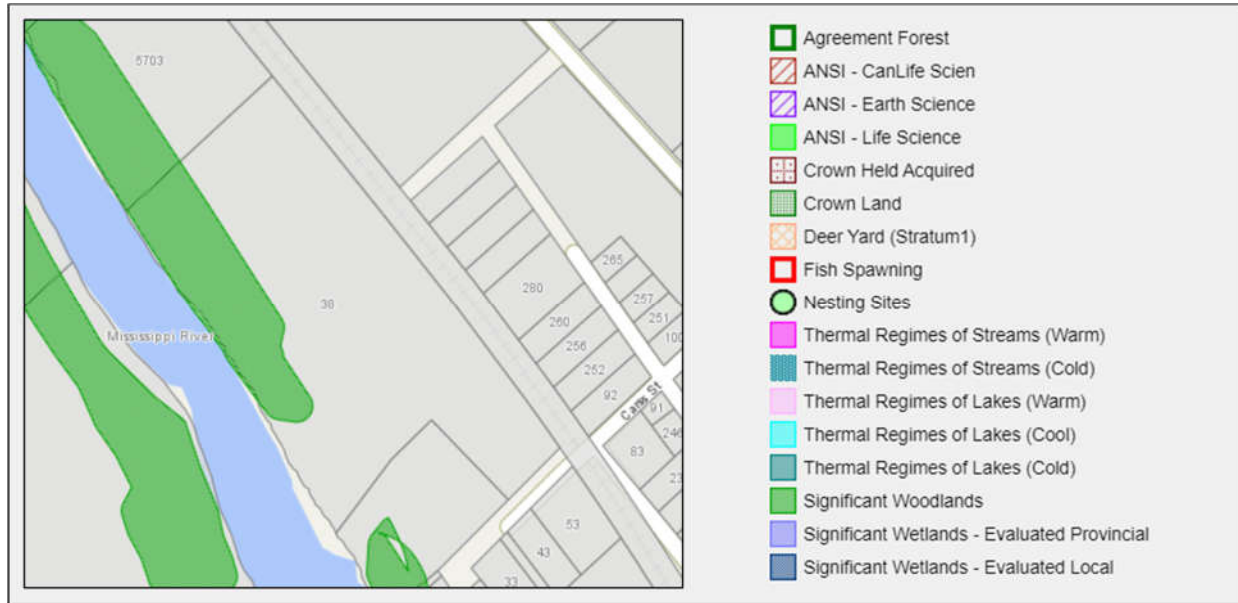 5703
38
Mississippi River
280
260
256
252
92
265
257
251
100
Carss St
91
246
83
23
53
43
33
Agreement Forest
ANSI - CanLife Scien
ANSI - Earth Science
ANSI - Life Science
Crown Held Acquired
Crown Land
Deer Yard (Stratum1)
Fish Spawning
Nesting Sites
Thermal Regimes of Streams (Warm)
Thermal Regimes of Streams (Cold)
Thermal Regimes of Lakes (Warm)
Thermal Regimes of Lakes (Cool)
Thermal Regimes of Lakes (Cold)
Significant Woodlands
Significant Wetlands - Evaluated Provincial
Significant Wetlands - Evaluated Local